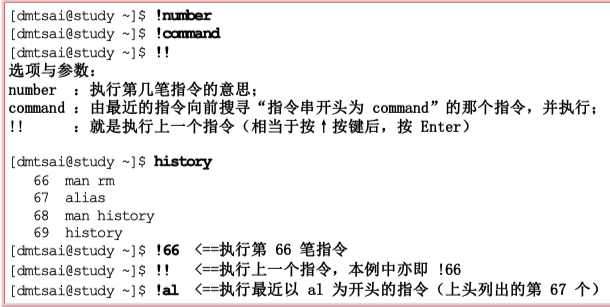 [dmtsai@study ~]$ !number
[dmtsai@study ~]$ !command
[dmtsai@study ~]$ !!
选项与参数：
number  ：执行第几笔指令的意思；
command ：由最近的指令向前搜寻“指令串开头为 command”的那个指令，并执行；
!!      ：就是执行上一个指令（相当于按↑按键后，按 Enter）
[dmtsai@study ~]$ history
   66  man rm
   67  alias
   68  man history
   69  history
[dmtsai@study ~]$ !66  <==执行第 66 笔指令
[dmtsai@study ~]$ !!   <==执行上一个指令，本例中亦即 !66
[dmtsai@study ~]$ !al  <==执行最近以 al 为开头的指令（上头列出的第 67 个）